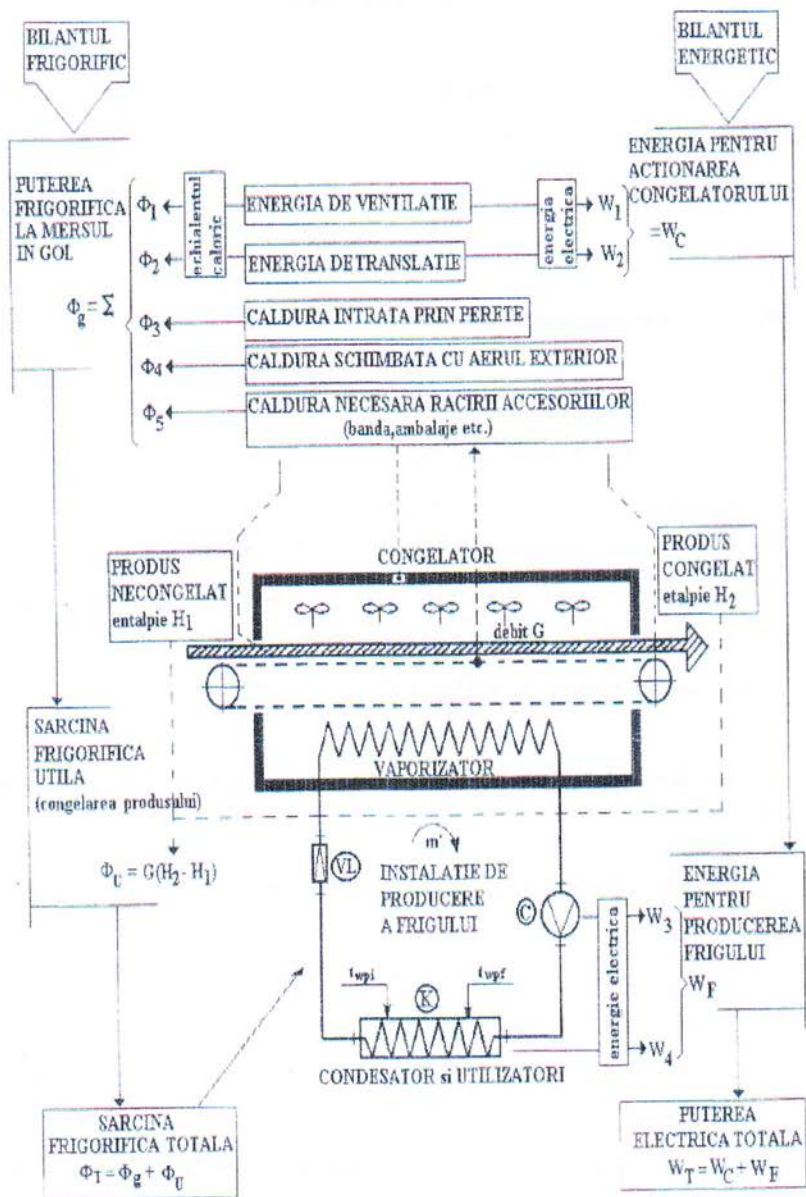 BILANTUL
FRIGORIFIC
BILANTUL
ENERGETIC
PUTEREA
FRIGORIFICA
LA MERSUL
IN GOL
Φg = Σ
Φ1
Φ2
Φ3
Φ4
Φ5
echialentul
caloric
ENERGIA DE VENTILATIE
ENERGIA DE TRANSLATIE
CALDURA INTRATA PRIN PERETE
CALDURA SCHIMBATA CU AERUL EXTERIOR
CALDURA NECESARA RACIRII ACCESORIILOR
(banda,ambalaje etc.)
energia
electrica
W1
W2
ENERGIA PENTRU
ACTIONAREA
CONGELATORULUI
=WC
PRODUS
NECONGELAT
entalpie H1
CONGELATOR
PRODUS
CONGELAT
etalpie H2
debit G
VAPORIZATOR
SARCINA
FRIGORIFICA
UTILA
(congelarea produsului)
ΦU = G(H2 - H1)
VL
m'
INSTALATIE DE
PRODUCERE
A FRIGULUI
C
twpi
twpf
K
CONDESATOR si UTILIZATORI
energie electrica
W3
W4
WF
ENERGIA
PENTRU
PRODUCEREA
FRIGULUI
SARCINA
FRIGORIFICA TOTALA
ΦT = Φg + ΦU
PUTEREA
ELECTRICA TOTALA
WT = WC + WF